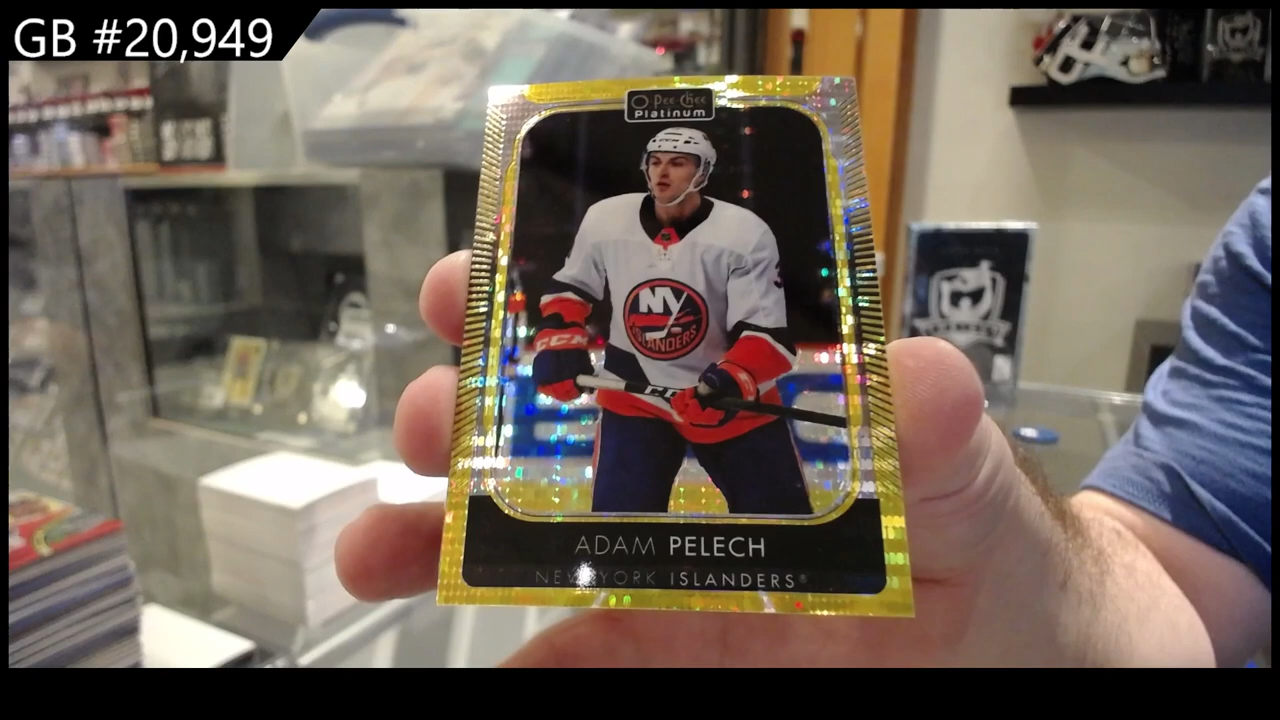 GB #20,949
O Pee-Chee
Platinum
NY
ISLANDERS
CCM
ADAM PELECH
NEW YORK ISLANDERS®